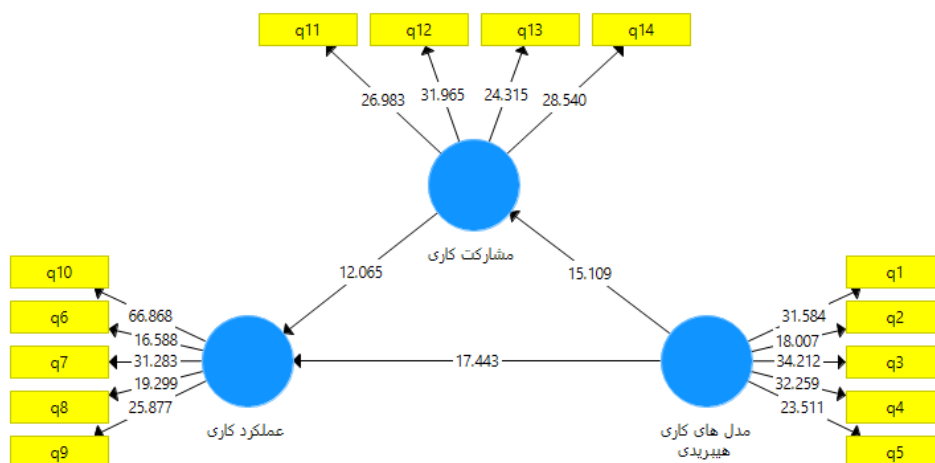 q11
q12
q13
q14
26.983
31.965
24.315
28.540
مشارکت کاری
12.065
15.109
q10
q6
q7
q8
q9
66.868
16.588
31.283
19.299
25.877
عملکرد کاری
17.443
q1
q2
q3
q4
q5
31.584
18.007
34.212
32.259
23.511
مدل های کاری
هیبریدی